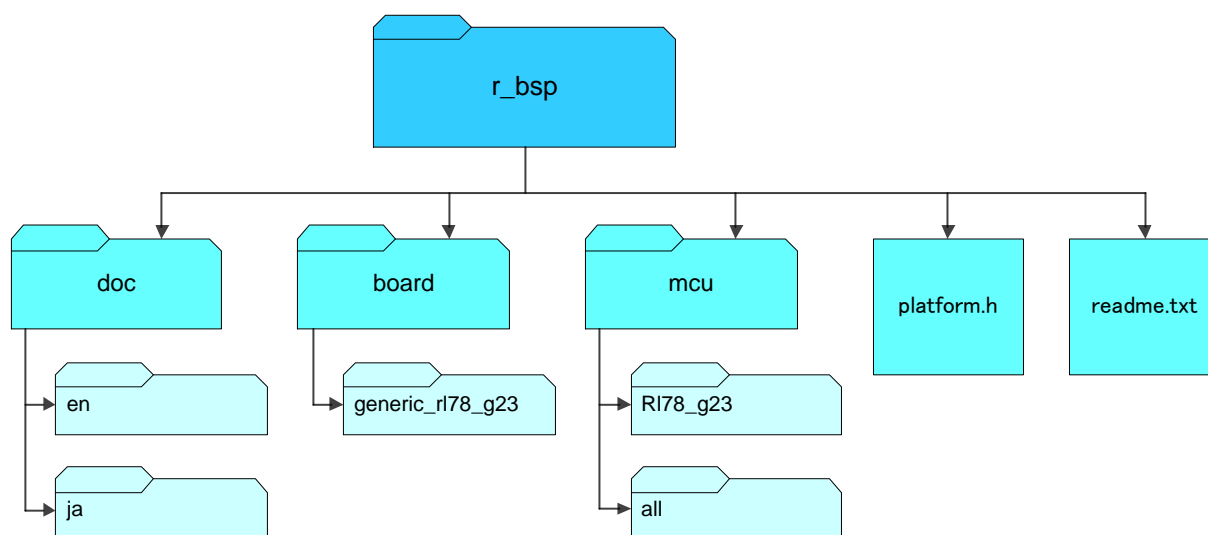 r_bsp
doc
board
mcu
platform.h
readme.txt
en
generic_rl78_g23
Rl78_g23
ja
all